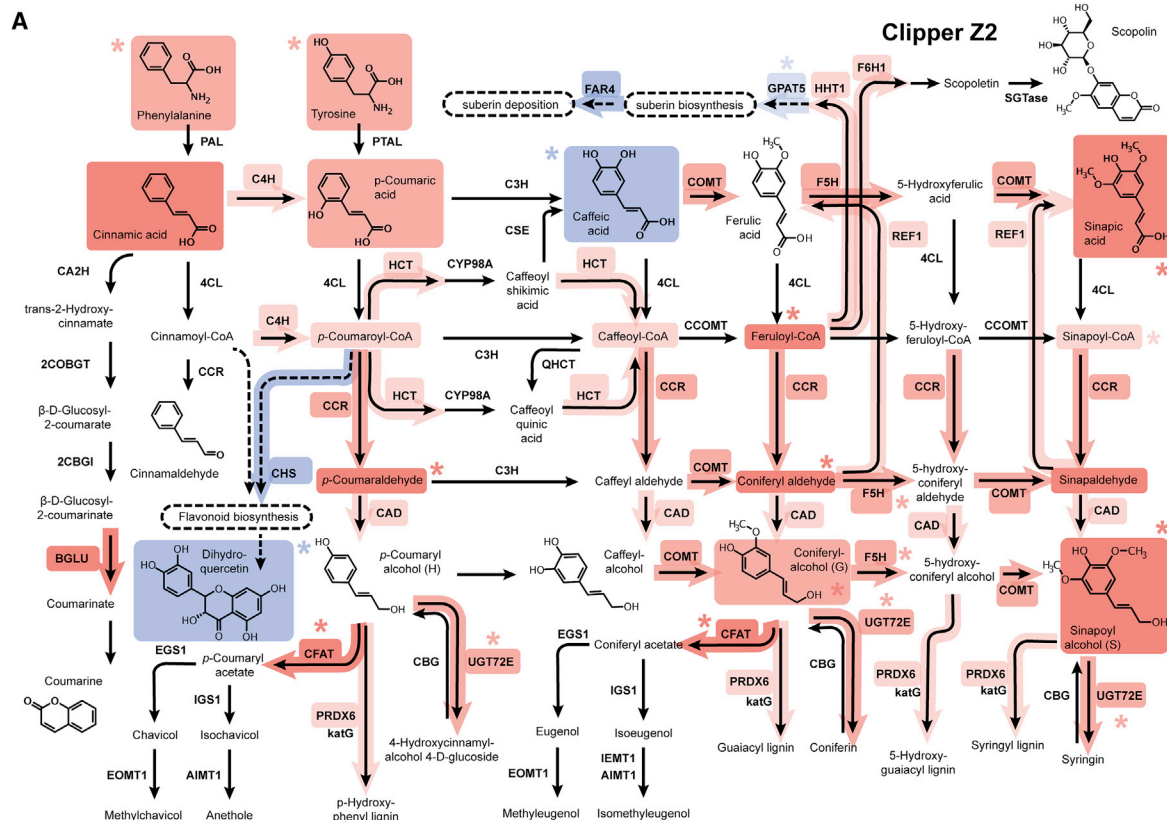 A
Clipper Z2
Phenylalanine
Tyrosine
PAL
PTAL
FAR4
GPAT5
HHT1
F6H1
suberin deposition
suberin biosynthesis
Scopoletin
SGTase
Scopolin
Cinnamic acid
C4H
p-Coumaric
acid
C3H
CSE
Caffeic
acid
COMT
Ferulic
acid
F5H
REF1
5-Hydroxyferulic
acid
COMT
REF1
Sinapic
acid
CA2H
4CL
4CL
HCT
CYP98A
Caffeoyl
shikimic
acid
HCT
4CL
4CL
4CL
4CL
trans-2-Hydroxy-
cinnamate
Cinnamoyl-CoA
C4H
p-Coumaroyl-CoA
C3H
Caffeoyl-CoA
CCOMT
Feruloyl-CoA
5-Hydroxy-
feruloyl-CoA
CCOMT
Sinapoyl-CoA
2COBGT
CCR
QHCT
HCT
CYP98A
Caffeoyl
quinic
acid
HCT
CCR
CCR
CCR
CCR
CCR
β-D-Glucosyl-
2-coumarate
Cinnamaldehyde
2CBGI
CHS
p-Coumaraldehyde
C3H
Caffeyl aldehyde
COMT
Coniferyl aldehyde
F5H
5-hydroxy-
coniferyl
aldehyde
COMT
Sinapaldehyde
β-D-Glucosyl-
2-coumarinate
Flavonoid biosynthesis
CAD
CAD
CAD
CAD
CAD
BGLU
Dihydro-
quercetin
p-Coumaryl
alcohol (H)
Caffeyl-
alcohol
COMT
Coniferyl-
alcohol (G)
F5H
5-hydroxy-
coniferyl alcohol
COMT
Sinapoyl
alcohol (S)
Coumarinate
EGS1
p-Coumaryl
acetate
CFAT
CBG
UGT72E
EGS1
Coniferyl acetate
CFAT
CBG
UGT72E
PRDX6
katG
PRDX6
katG
PRDX6
katG
CBG
UGT72E
Coumarine
IGS1
PRDX6
katG
IGS1
Chavicol
Isochavicol
4-Hydroxycinnamyl-
alcohol 4-D-glucoside
Eugenol
Isoeugenol
Guaiacyl lignin
Coniferin
5-Hydroxy-
guaiacyl lignin
Syringyl lignin
Syringin
EOMT1
AIMT1
EOMT1
IEMT1
AIMT1
Methylchavicol
Anethole
p-Hydroxy-
phenyl lignin
Methyleugenol
Isomethyleugenol